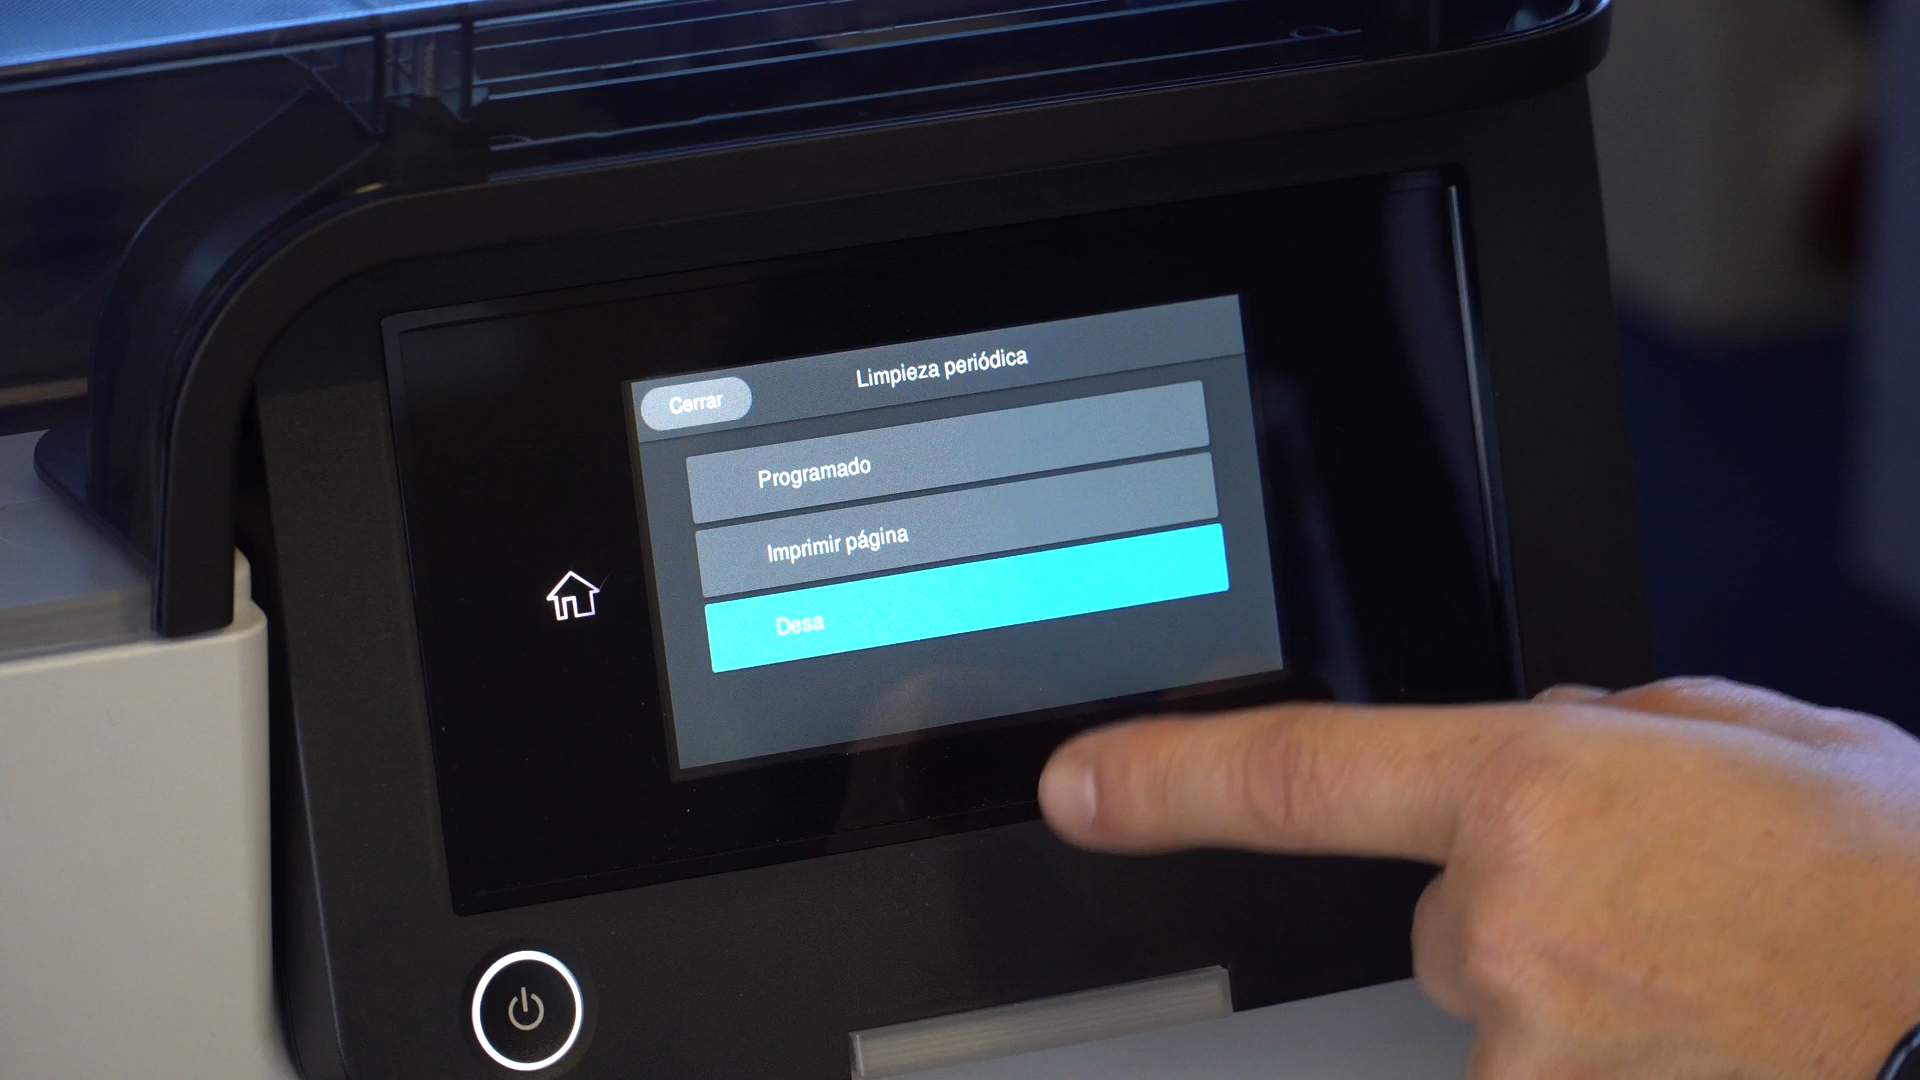 Limpieza periódica
Cerrar
Programado
Imprimir página
Desa